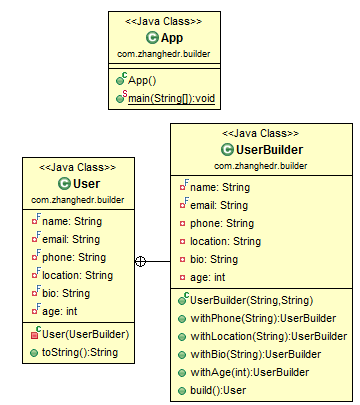 <<Java Class>>
App
com.zhanghedr.builder
App()
main(String[]):void
<<Java Class>>
User
com.zhanghedr.builder
name: String
email: String
phone: String
location: String
bio: String
age: int
User(UserBuilder)
toString():String
<<Java Class>>
UserBuilder
com.zhanghedr.builder
name: String
email: String
phone: String
location: String
bio: String
age: int
UserBuilder(String,String)
withPhone(String):UserBuilder
withLocation(String):UserBuilder
withBio(String):UserBuilder
withAge(int):UserBuilder
build():User